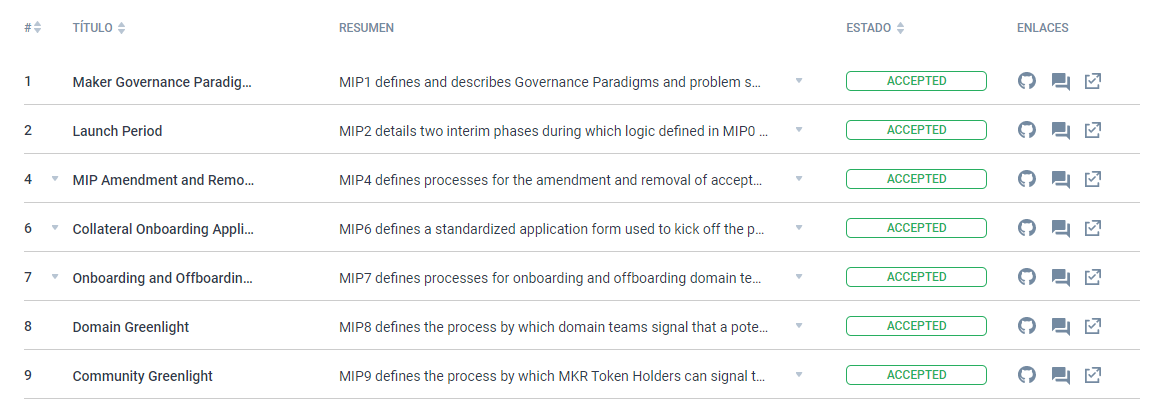 # TÍTULO RESUMEN ESTADO ENLACES
1 Maker Governance Paradig... MIP1 defines and describes Governance Paradigms and problem s... ACCEPTED
2 Launch Period MIP2 details two interim phases during which logic defined in MIP0 ... ACCEPTED
4 MIP Amendment and Remo... MIP4 defines processes for the amendment and removal of accept... ACCEPTED
6 Collateral Onboarding Appli... MIP6 defines a standardized application form used to kick off the p... ACCEPTED
7 Onboarding and Offboardin... MIP7 defines processes for onboarding and offboarding domain te... ACCEPTED
8 Domain Greenlight MIP8 defines the process by which domain teams signal that a pote... ACCEPTED
9 Community Greenlight MIP9 defines the process by which MKR Token Holders can signal t... ACCEPTED